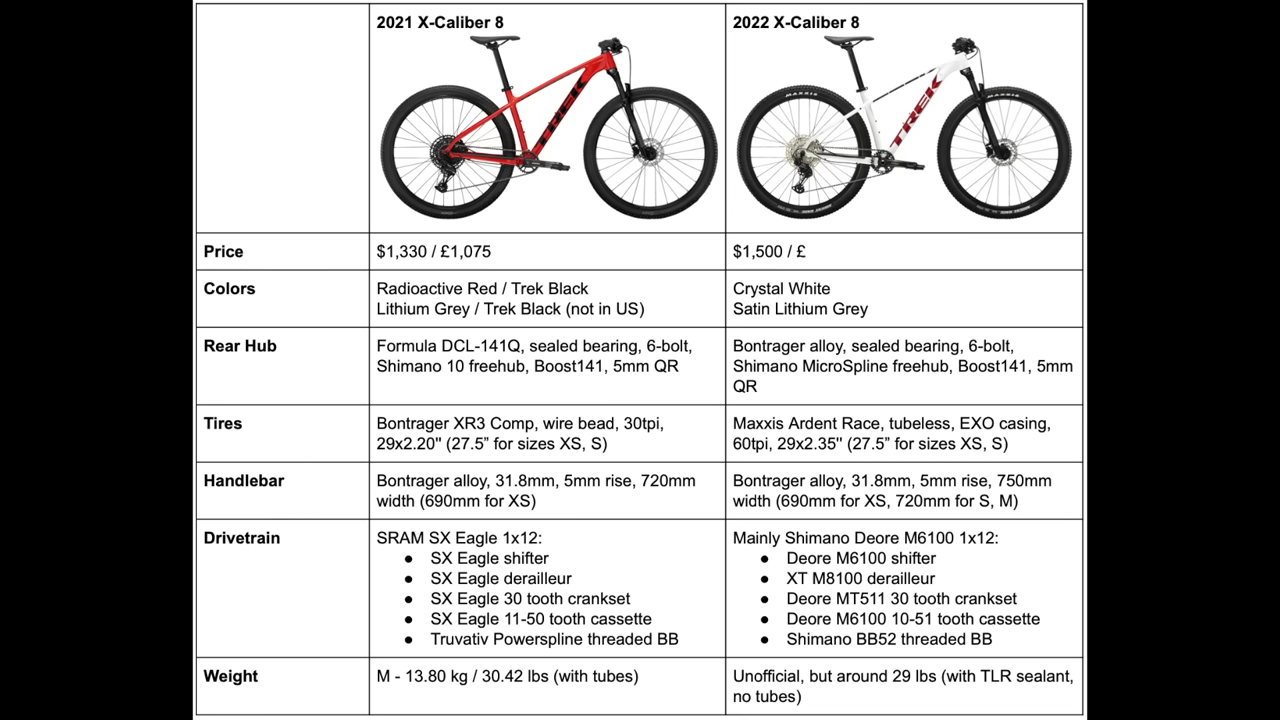 2021 X-Caliber 8
2022 X-Caliber 8
TREK
MAXXIS
MAXXIS
TREK
Price
$1,330 / £1,075
$1,500 / £
Colors
Radioactive Red / Trek Black
Lithium Grey / Trek Black (not in US)
Crystal White
Satin Lithium Grey
Rear Hub
Formula DCL-141Q, sealed bearing, 6-bolt,
Shimano 10 freehub, Boost141, 5mm QR
Bontrager alloy, sealed bearing, 6-bolt,
Shimano MicroSpline freehub, Boost141, 5mm
QR
Tires
Bontrager XR3 Comp, wire bead, 30tpi,
29x2.20" (27.5” for sizes XS, S)
Maxxis Ardent Race, tubeless, EXO casing,
60tpi, 29x2.35" (27.5” for sizes XS, S)
Handlebar
Bontrager alloy, 31.8mm, 5mm rise, 720mm
width (690mm for XS)
Bontrager alloy, 31.8mm, 5mm rise, 750mm
width (690mm for XS, 720mm for S, M)
Drivetrain
SRAM SX Eagle 1x12:
● SX Eagle shifter
● SX Eagle derailleur
● SX Eagle 30 tooth crankset
● SX Eagle 11-50 tooth cassette
● Truvativ Powerspline threaded BB
Mainly Shimano Deore M6100 1x12:
● Deore M6100 shifter
● XT M8100 derailleur
● Deore MT511 30 tooth crankset
● Deore M6100 10-51 tooth cassette
● Shimano BB52 threaded BB
Weight
M - 13.80 kg / 30.42 lbs (with tubes)
Unofficial, but around 29 lbs (with TLR sealant,
no tubes)